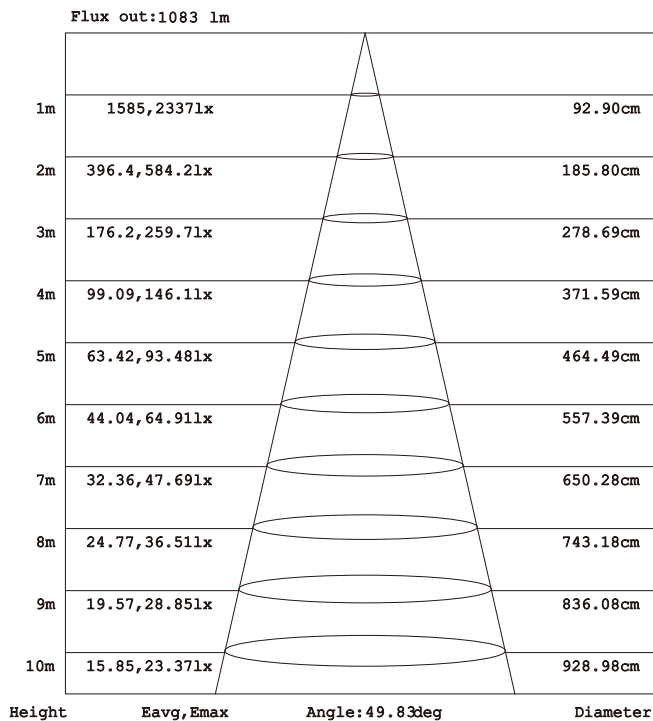 Flux out:1083 lm
1m 1585,2337lx 92.90cm
2m 396.4,584.2lx 185.80cm
3m 176.2,259.7lx 278.69cm
4m 99.09,146.1lx 371.59cm
5m 63.42,93.48lx 464.49cm
6m 44.04,64.91lx 557.39cm
7m 32.36,47.69lx 650.28cm
8m 24.77,36.51lx 743.18cm
9m 19.57,28.85lx 836.08cm
10m 15.85,23.37lx 928.98cm
Height Eavg,Emax Angle:49.83deg Diameter